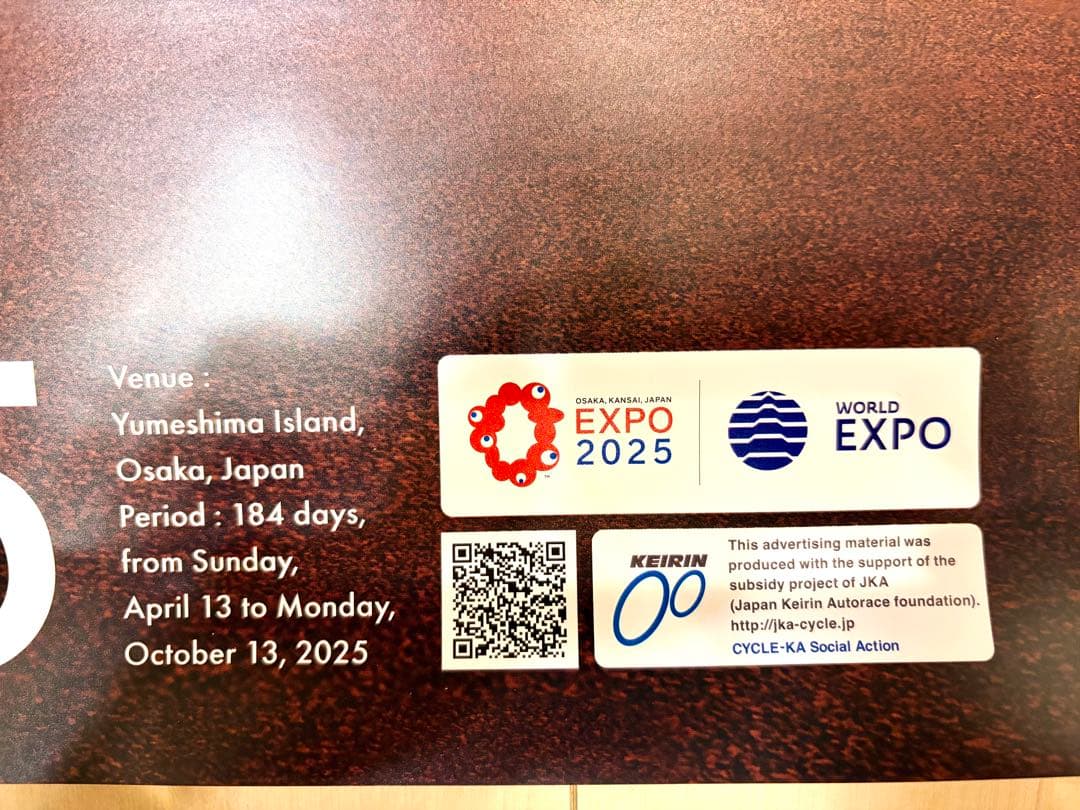 5
Venue :
Yumeshima Island,
Osaka, Japan
Period : 184 days,
from Sunday,
April 13 to Monday,
October 13, 2025
OSAKA, KANSAI, JAPAN
EXPO
2025
™
WORLD
EXPO
KEIRIN
This advertising material was
produced with the support of the
subsidy project of JKA
(Japan Keirin Autorace foundation).
http://jka-cycle.jp
CYCLE-KA Social Action